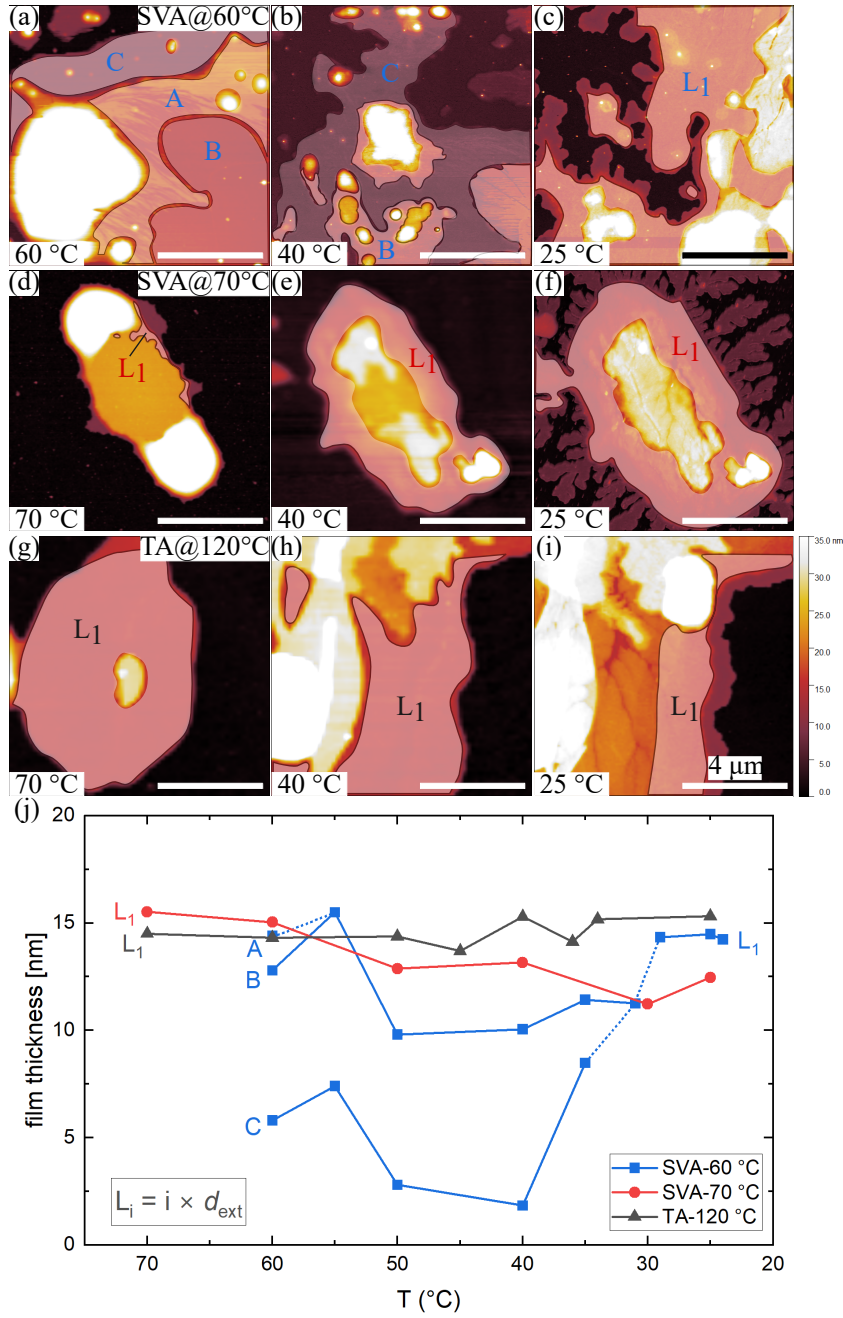 (a) SVA@60°C
C
A
B
60 °C
(b)
C
B
40 °C
(c)
L1
25 °C
(d) SVA@70°C
L1
70 °C
(e)
L1
40 °C
(f)
L1
25 °C
(g) TA@120°C
L1
70 °C
(h)
L1
40 °C
(i)
L1
4 μm
25 °C
35.0 nm
30.0
25.0
20.0
15.0
10.0
5.0
0.0
(j)
20
15
10
5
0
film thickness [nm]
L1
L1
A
B
C
L1
Li = i × dext
SVA-60 °C
SVA-70 °C
TA-120 °C
70 60 50 40 30 20
T (°C)